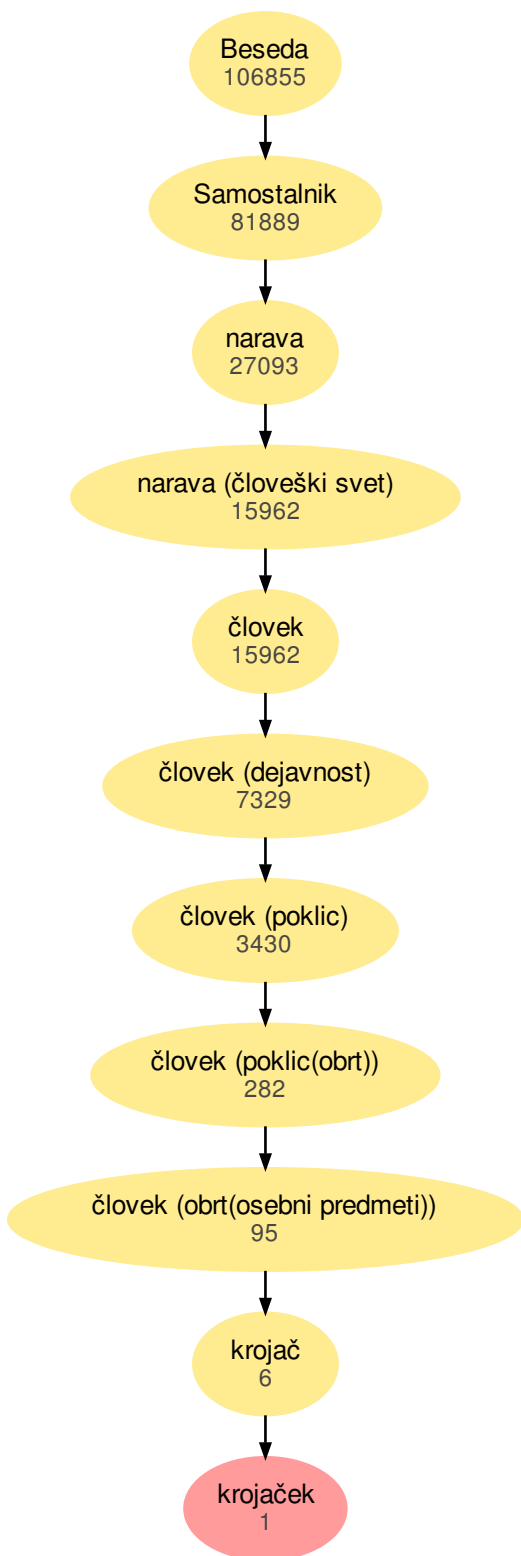 Beseda
106855
Samostalnik
81889
narava
27093
narava (človeški svet)
15962
človek
15962
človek (dejavnost)
7329
človek (poklic)
3430
človek (poklic(obrt))
282
človek (obrt(osebni predmeti))
95
krojač
6
krojaček
1